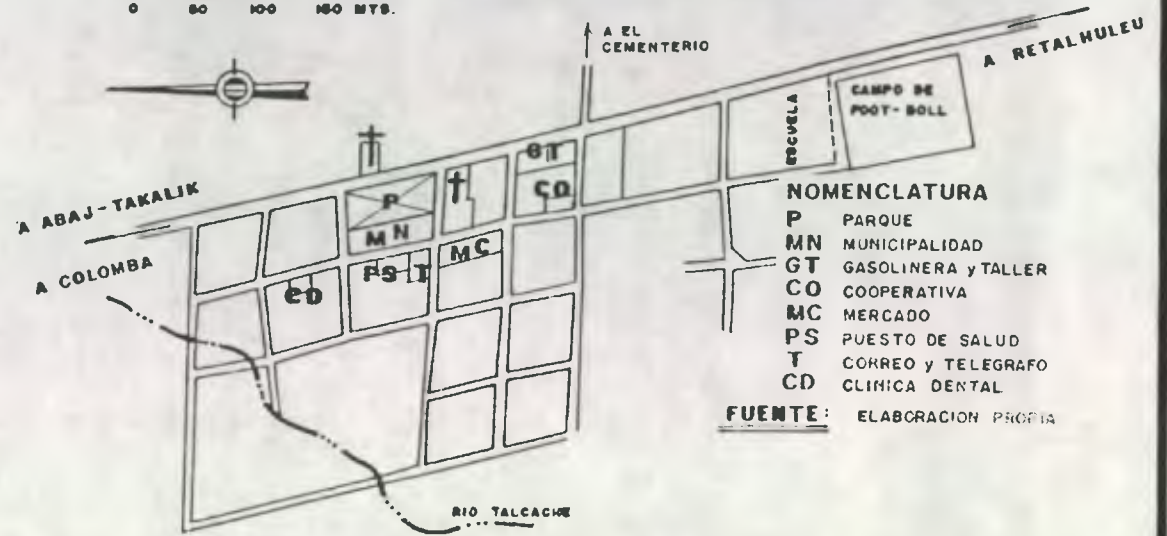 0 50 100 150 MTS.
A EL
CEMENTERIO
A RETALHULEU
CAMPO DE
FOOT-BOLL
ESCUELA
GT
CO
P
MN
MC
PS T
CD
A ABAJ-TAKALIK
A COLOMBA
RIO TALCACHE
NOMENCLATURA
P PARQUE
MN MUNICIPALIDAD
GT GASOLINERA y TALLER
CO COOPERATIVA
MC MERCADO
PS PUESTO DE SALUD
T CORREO y TELEGRAFO
CD CLINICA DENTAL
FUENTE: ELABORACION PROPIA